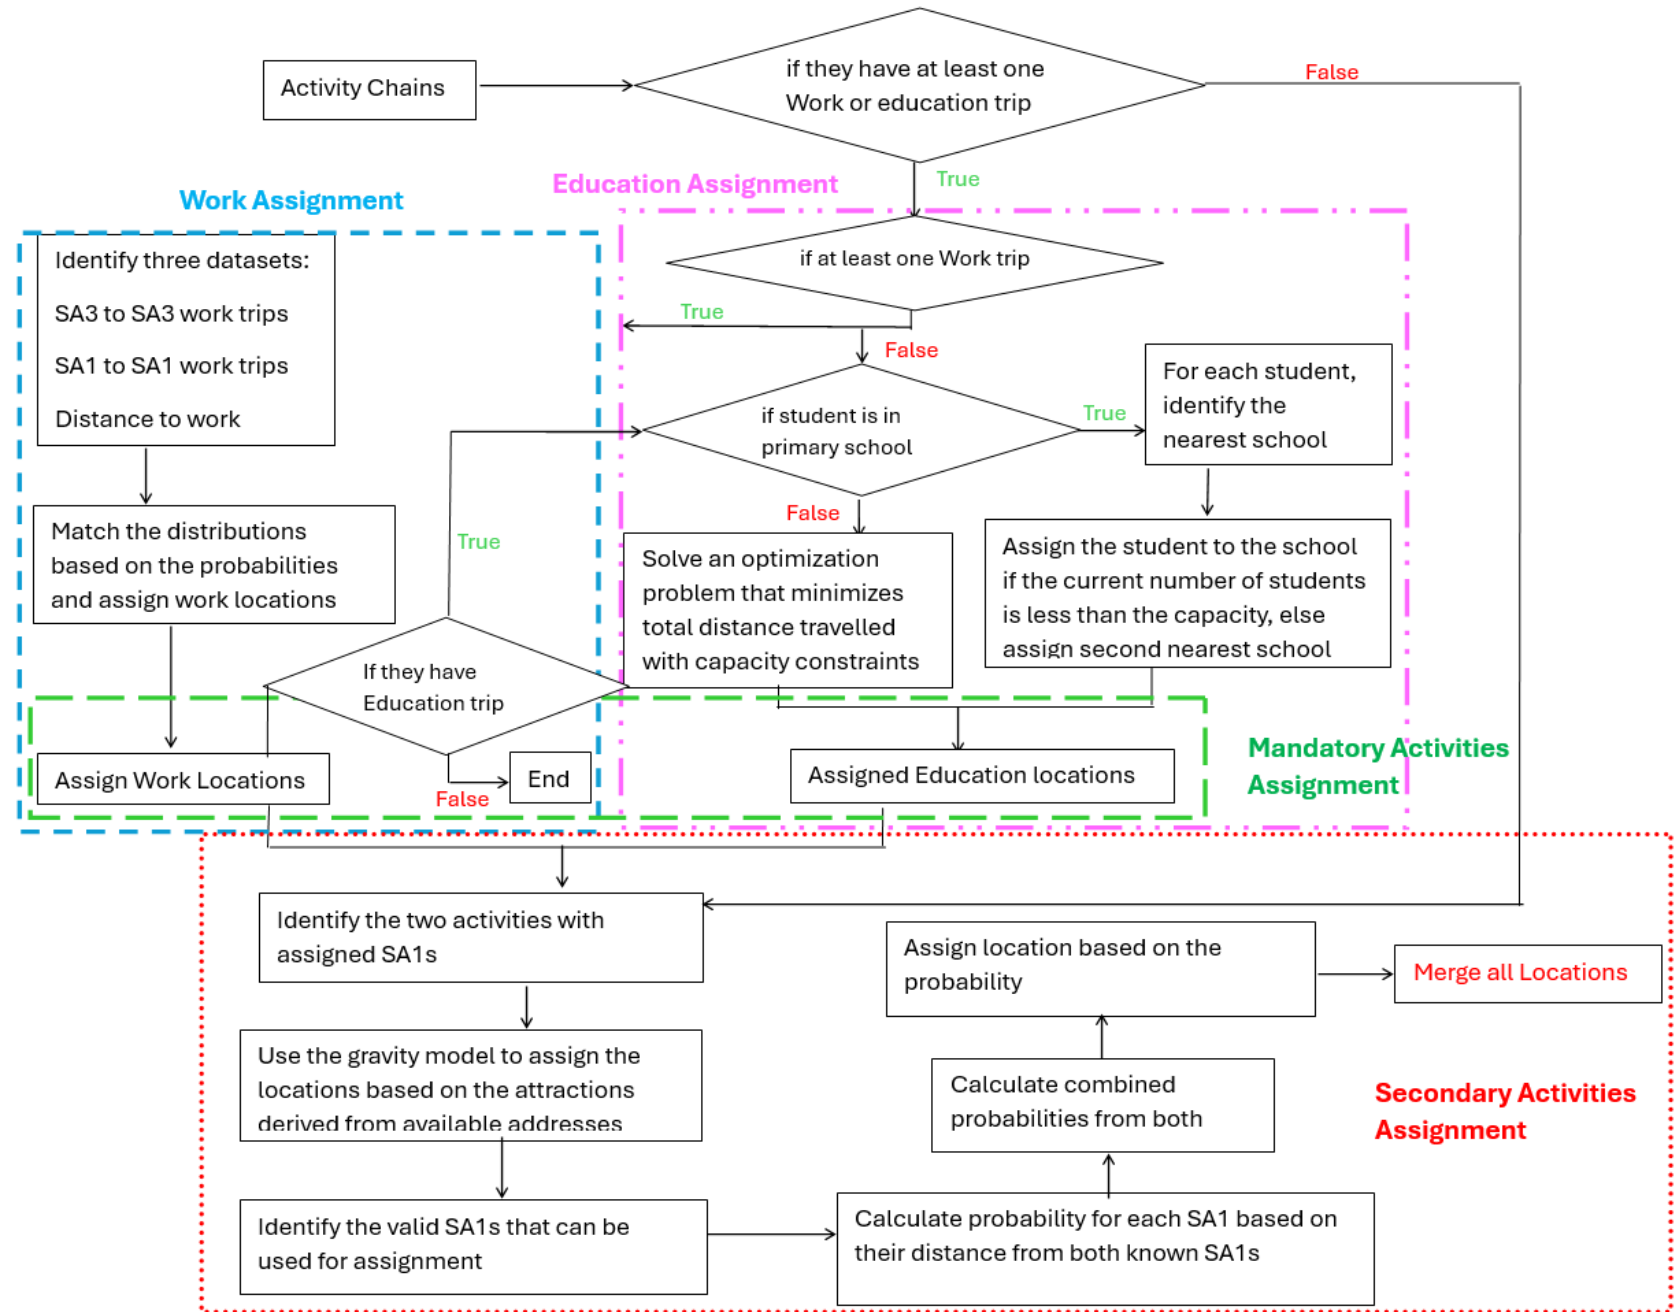 if they have at least one
Work or education trip
False
Activity Chains
True
Education Assignment
Work Assignment
if at least one Work trip
True
False
Identify three datasets:
SA3 to SA3 work trips
SA1 to SA1 work trips
Distance to work
For each student,
identify the
nearest school
if student is in
primary school
True
False
Match the distributions
based on the probabilities
and assign work locations
True
Solve an optimization
problem that minimizes
total distance travelled
with capacity constraints
Assign the student to the school
if the current number of students
is less than the capacity, else
assign second nearest school
If they have
Education trip
False
End
Assign Work Locations
Assigned Education locations
Mandatory Activities
Assignment
Identify the two activities with
assigned SA1s
Use the gravity model to assign the
locations based on the attractions
derived from available addresses
Identify the valid SA1s that can be
used for assignment
Calculate probability for each SA1 based on
their distance from both known SA1s
Calculate combined
probabilities from both
Assign location based on the
probability
Merge all Locations
Secondary Activities
Assignment